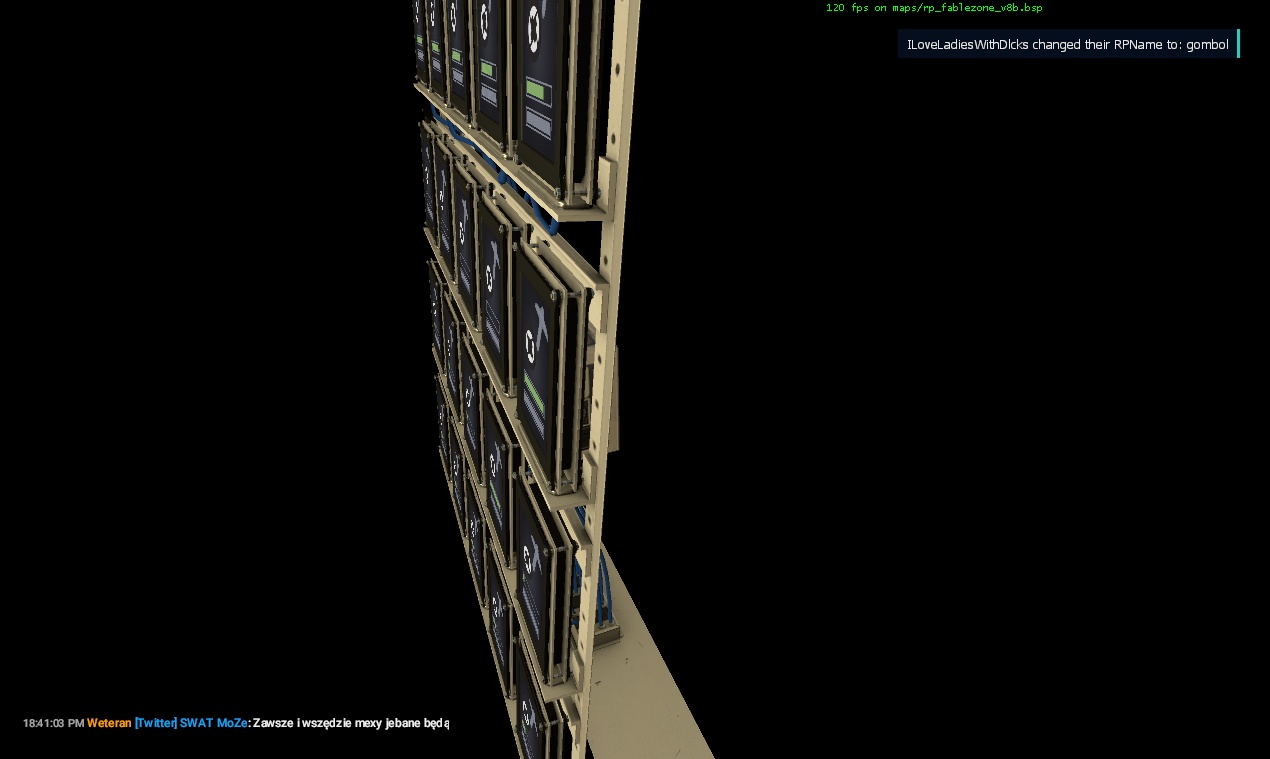 120 fps on maps/rp_fablezone_v8b.bsp
ILoveLadiesWithDIcks changed their RPName to: gombol
18:41:03 PM Weteran [Twitter] SWAT MoZe: Zawsze i wszędzie mexy jebane będą